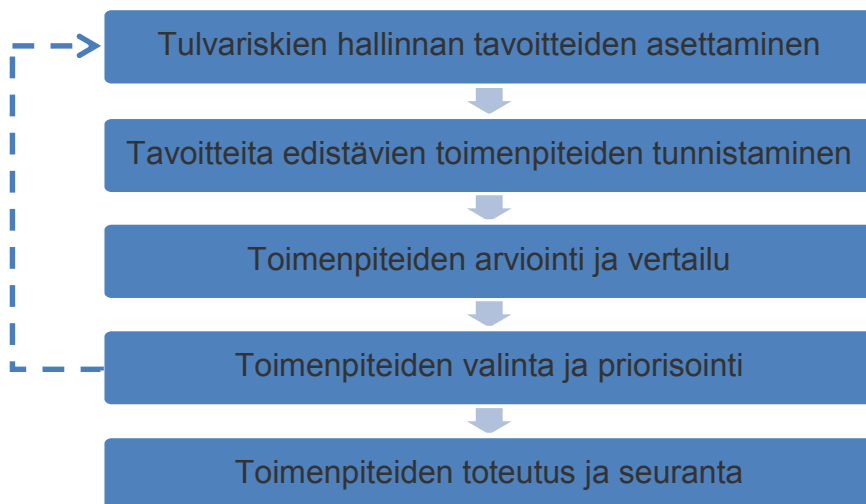 Tulvariskien hallinnan tavoitteiden asettaminen
Tavoitteita edistävien toimenpiteiden tunnistaminen
Toimenpiteiden arviointi ja vertailu
Toimenpiteiden valinta ja priorisointi
Toimenpiteiden toteutus ja seuranta